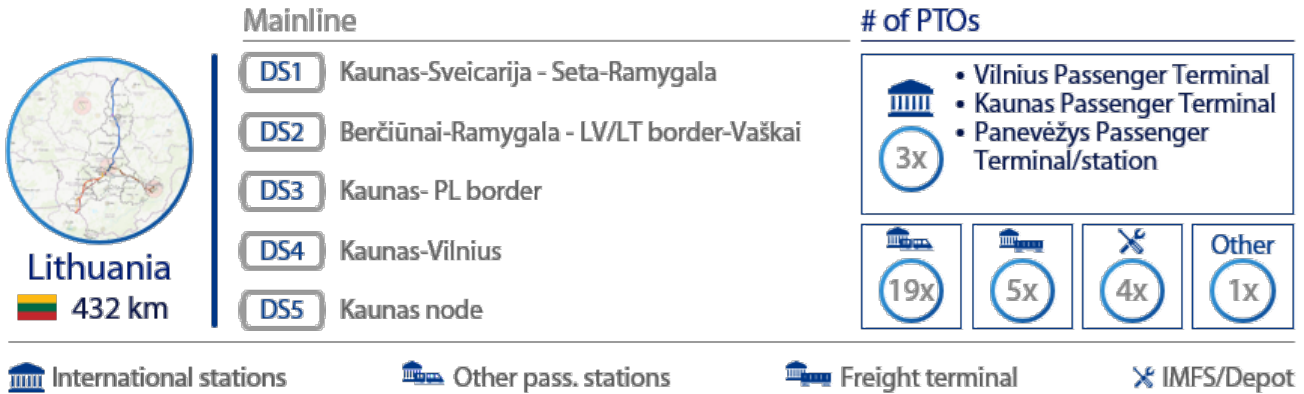 Mainline
# of PTOs
DS1 Kaunas-Sveicarija - Seta-Ramygala
DS2 Berčiūnai-Ramygala - LV/LT border-Vaškai
DS3 Kaunas- PL border
DS4 Kaunas-Vilnius
DS5 Kaunas node
Lithuania
432 km
3x
• Vilnius Passenger Terminal
• Kaunas Passenger Terminal
• Panevėžys Passenger
Terminal/station
19x
5x
4x
Other
1x
International stations
Other pass. stations
Freight terminal
IMFS/Depot